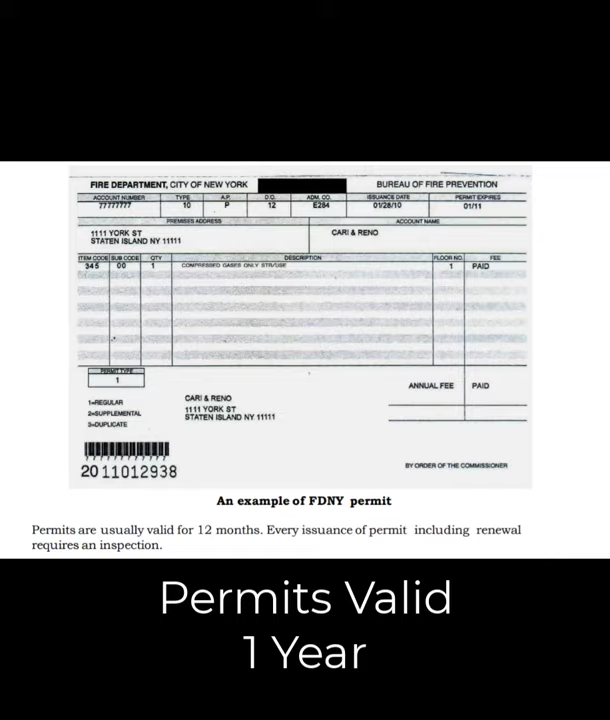 FIRE DEPARTMENT, CITY OF NEW YORK BUREAU OF FIRE PREVENTION
ACCOUNT NUMBER TYPE A.P. D.O. ADM. CO. ISSUANCE DATE PERMIT EXPIRES
77777777 10 P 12 E284 01/28/10 01/11
PREMISES ADDRESS ACCOUNT NAME
1111 YORK ST CARI & RENO
STATEN ISLAND NY 11111
ITEM CODE SUB CODE QTY DESCRIPTION FLOOR NO. FEE
345 00 1 COMPRESSED GASES ONLY STR/USE 1 PAID
PERMIT TYPE
1
ANNUAL FEE PAID
1=REGULAR
2=SUPPLEMENTAL
3=DUPLICATE
CARI & RENO
1111 YORK ST
STATEN ISLAND NY 11111
2011012938
BY ORDER OF THE COMMISSIONER
An example of FDNY permit
Permits are usually valid for 12 months. Every issuance of permit including renewal
requires an inspection.
Permits Valid
1 Year